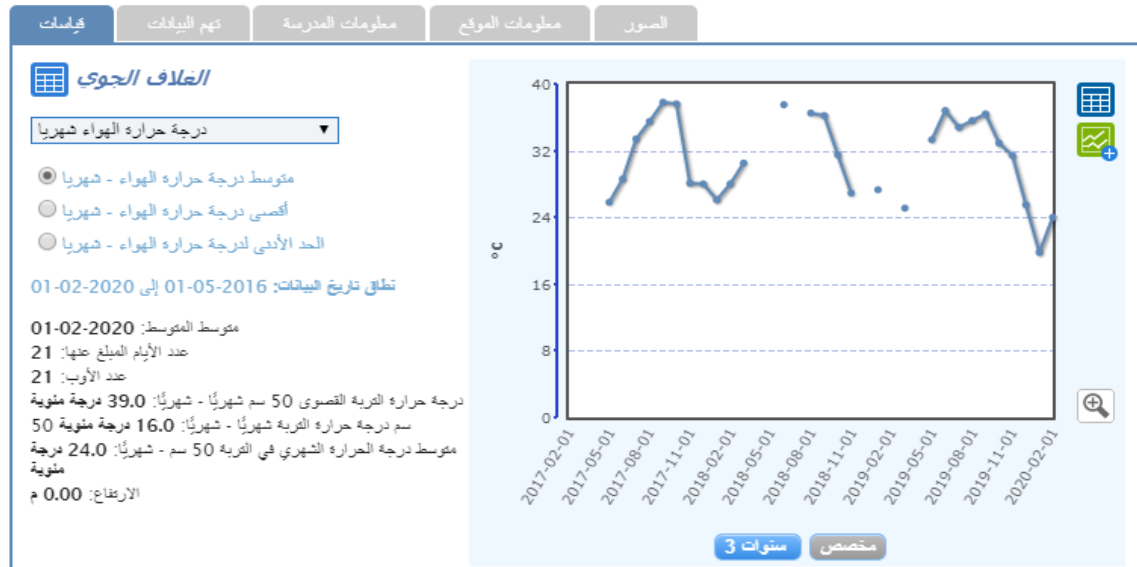 قياسات
تهم البيانات
معلومات المدرسة
معلومات الموقع
الصور
الغلاف الجوي
درجة حرارة الهواء شهريا
متوسط درجة حرارة الهواء - شهريا
أقصى درجة حرارة الهواء - شهريا
الحد الأدنى لدرجة حرارة الهواء - شهريا
نطاق تاريخ البيانات: 2016-05-01 إلى 2020-02-01
متوسط المتوسط: 2020-02-01
عدد الأيام المبلغ عنها: 21
عدد الأوب: 21
درجة حرارة التربة القصوى 50 سم شهريًا - شهريًا: 39.0 درجة مئوية
سم درجة حرارة التربة شهريًا - شهريًا: 16.0 درجة مئوية 50
متوسط درجة الحرارة الشهري في التربة 50 سم - شهريًا: 24.0 درجة
مئوية
الارتفاع: 0.00 م
40
32
24
16
8
0
°C
2017-02-01
2017-05-01
2017-08-01
2017-11-01
2018-02-01
2018-05-01
2018-08-01
2018-11-01
2019-02-01
2019-05-01
2019-08-01
2019-11-01
2020-02-01
سنوات 3
مخصص